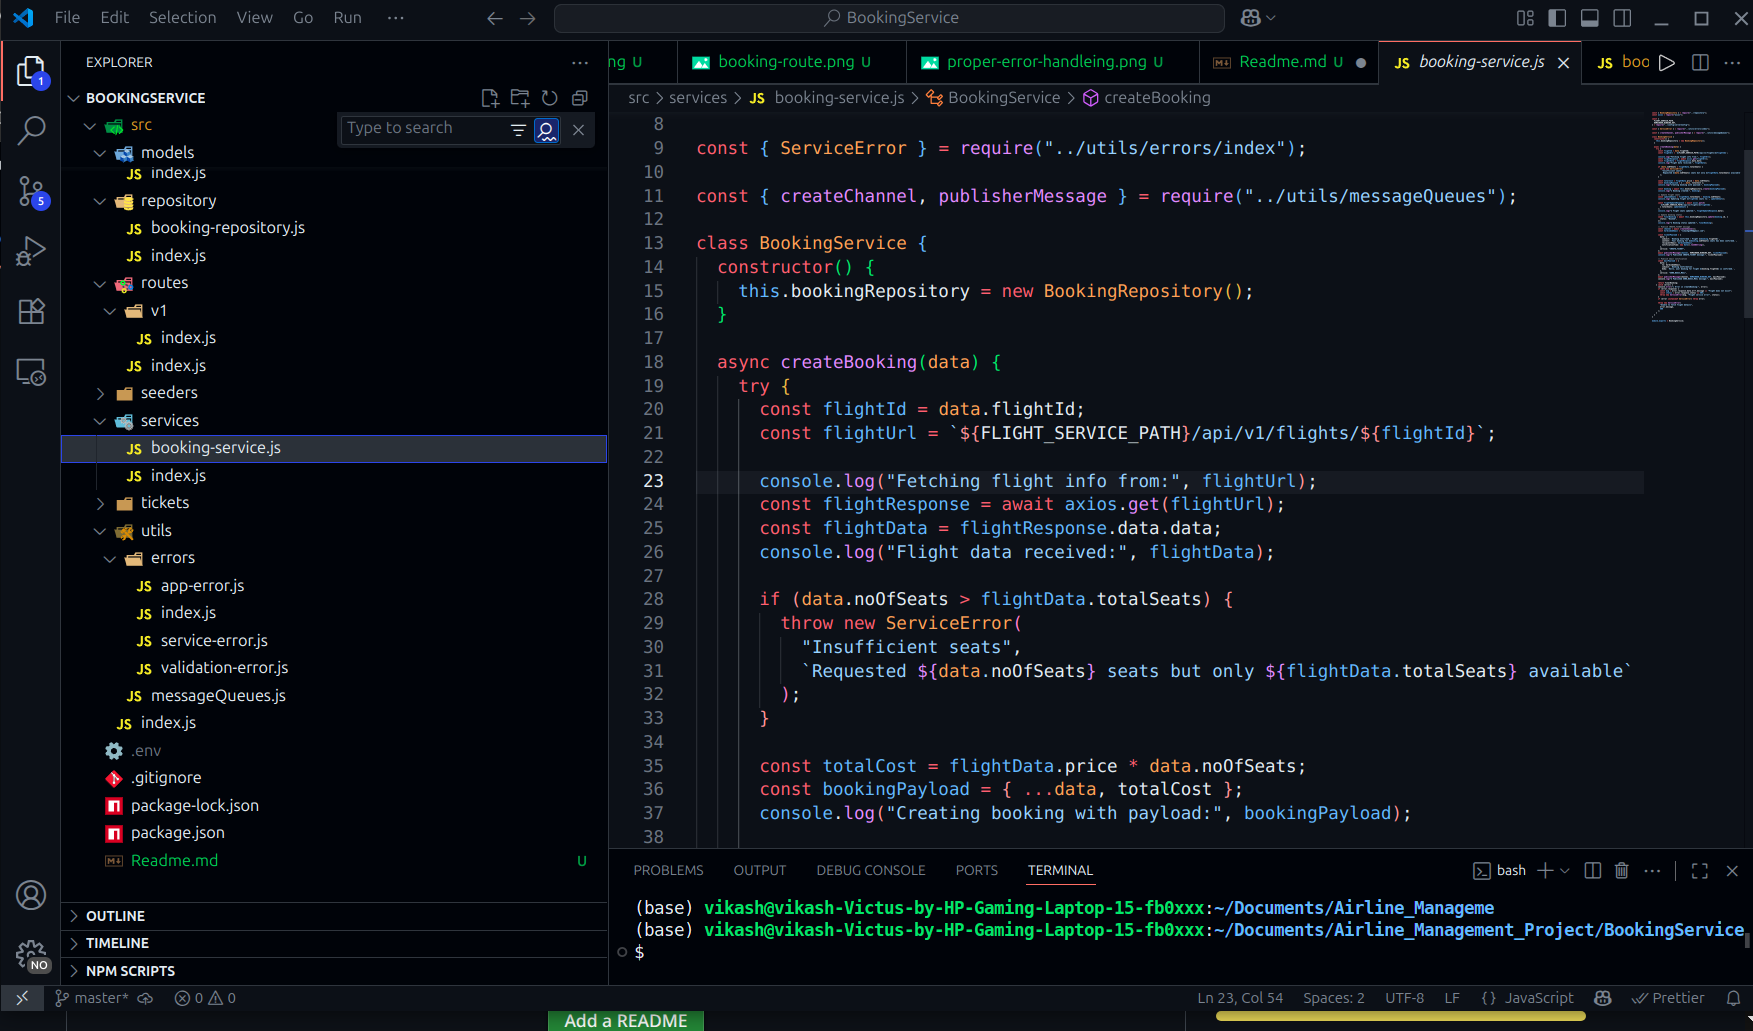 File Edit Selection View Go Run ···
BookingService
EXPLORER
BOOKINGSERVICE
Type to search
src
models
index.js
repository
booking-repository.js
index.js
routes
v1
index.js
index.js
seeders
services
booking-service.js
index.js
tickets
utils
errors
app-error.js
index.js
service-error.js
validation-error.js
messageQueues.js
index.js
.env
.gitignore
package-lock.json
package.json
Readme.md U
OUTLINE
TIMELINE
NPM SCRIPTS
1
5
NO
ng U booking-route.png U proper-error-handleing.png U Readme.md U booking-service.js boo
src > services > booking-service.js > BookingService > createBooking
8
9 const { ServiceError } = require("../utils/errors/index");
10
11 const { createChannel, publisherMessage } = require("../utils/messageQueues");
12
13 class BookingService {
14 constructor() {
15 this.bookingRepository = new BookingRepository();
16 }
17
18 async createBooking(data) {
19 try {
20 const flightId = data.flightId;
21 const flightUrl = `${FLIGHT_SERVICE_PATH}/api/v1/flights/${flightId}`;
22
23 console.log("Fetching flight info from:", flightUrl);
24 const flightResponse = await axios.get(flightUrl);
25 const flightData = flightResponse.data.data;
26 console.log("Flight data received:", flightData);
27
28 if (data.noOfSeats > flightData.totalSeats) {
29 throw new ServiceError(
30 "Insufficient seats",
31 `Requested ${data.noOfSeats} seats but only ${flightData.totalSeats} available`
32 );
33 }
34
35 const totalCost = flightData.price * data.noOfSeats;
36 const bookingPayload = { ...data, totalCost };
37 console.log("Creating booking with payload:", bookingPayload);
38
PROBLEMS OUTPUT DEBUG CONSOLE PORTS TERMINAL
bash
(base) vikash@vikash-Victus-by-HP-Gaming-Laptop-15-fb0xxx:~/Documents/Airline_Manageme
(base) vikash@vikash-Victus-by-HP-Gaming-Laptop-15-fb0xxx:~/Documents/Airline_Management_Project/BookingService
$
master* 0 0
Ln 23, Col 54 Spaces: 2 UTF-8 LF {} JavaScript Prettier
Add a README